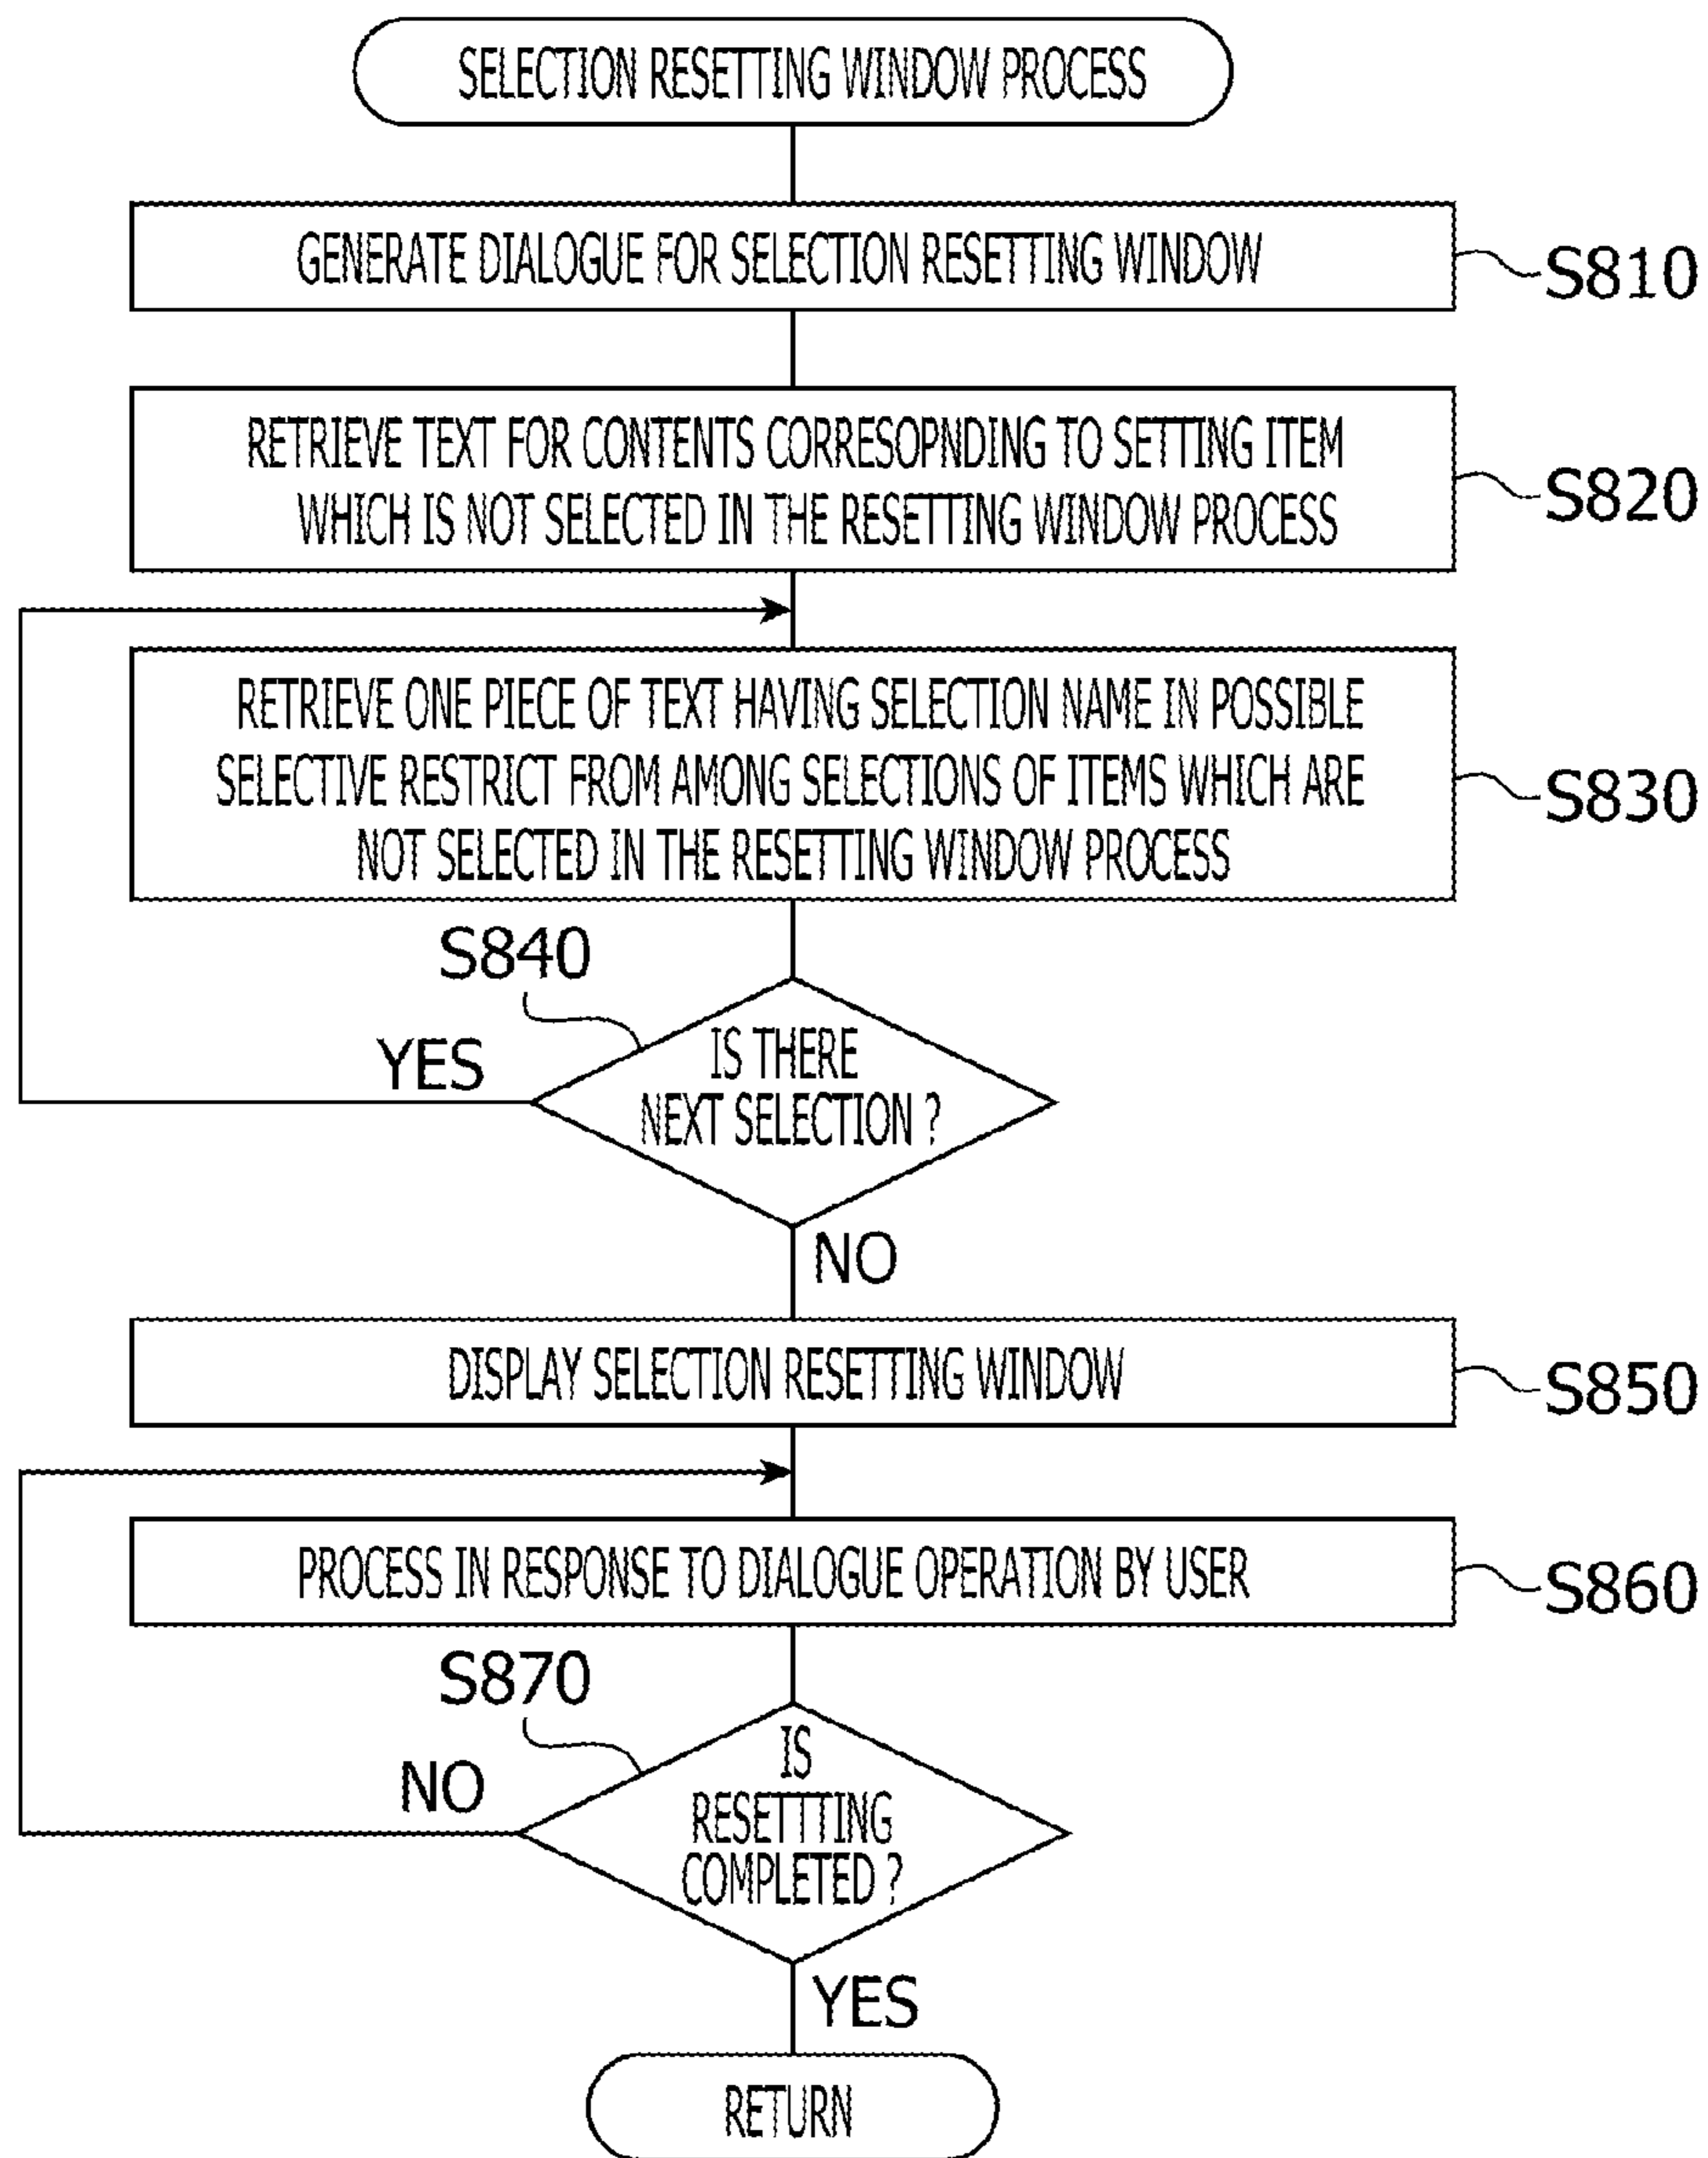 SELECTION RESETTING WINDOW PROCESS
GENERATE DIALOGUE FOR SELECTION RESETTING WINDOW
S810
RETRIEVE TEXT FOR CONTENTS CORRESOPNDING TO SETTING ITEM
WHICH IS NOT SELECTED IN THE RESETTING WINDOW PROCESS
S820
RETRIEVE ONE PIECE OF TEXT HAVING SELECTION NAME IN POSSIBLE
SELECTIVE RESTRICT FROM AMONG SELECTIONS OF ITEMS WHICH ARE
NOT SELECTED IN THE RESETTING WINDOW PROCESS
S830
S840
YES
IS THERE
NEXT SELECTION ?
NO
DISPLAY SELECTION RESETTING WINDOW
S850
PROCESS IN RESPONSE TO DIALOGUE OPERATION BY USER
S860
S870
NO
IS
RESETTTING
COMPLETED ?
YES
RETURN